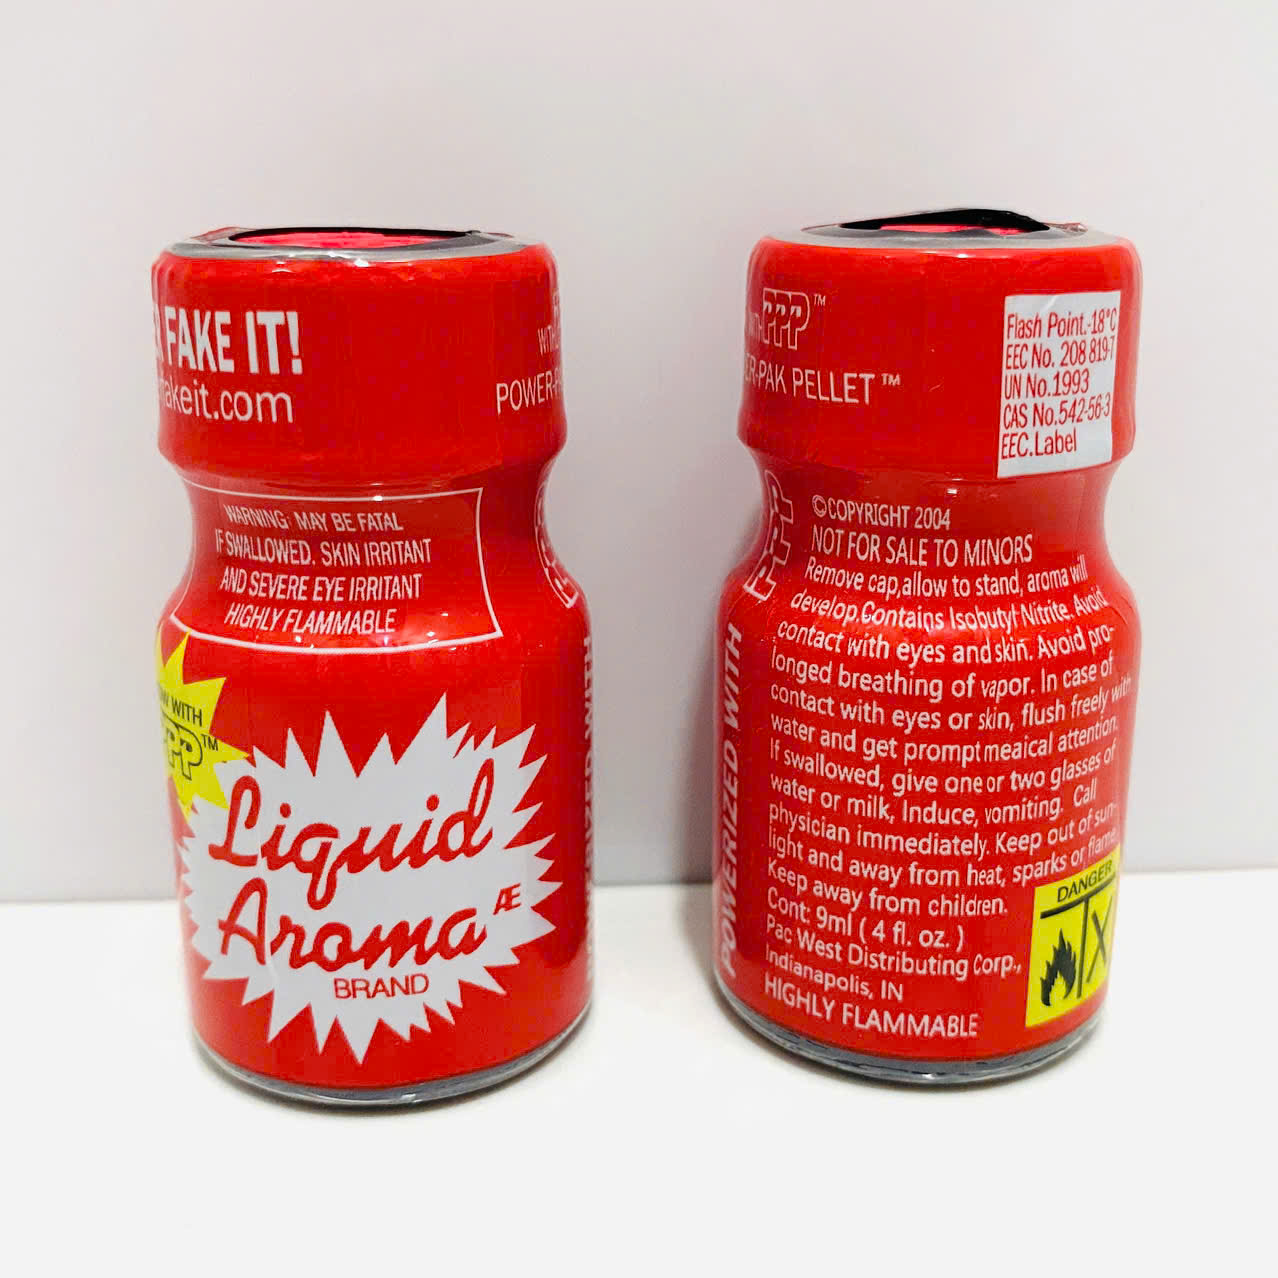 FAKE IT!
akeit.com
POWER-P
WARNING: MAY BE FATAL
IF SWALLOWED. SKIN IRRITANT
AND SEVERE EYE IRRITANT
HIGHLY FLAMMABLE
WITH
PPP™
Liquid
Aroma Æ
BRAND
PPP™
ER-PAK PELLET™
Flash Point.-18°C
EEC No. 208 819-7
UN No.1993
CAS No.542-56-3
EEC.Label
PPP
POWERIZED WITH
©COPYRIGHT 2004
NOT FOR SALE TO MINORS
Remove cap,allow to stand, aroma will
develop.Contains Isobutyl Nitrite. Avoid
contact with eyes and skin. Avoid pro-
longed breathing of vapor. In case of
contact with eyes or skin, flush freely with
water and get prompt meaical attention.
If swallowed, give one or two glasses of
water or milk, Induce, vomiting. Call
physician immediately. Keep out of sun-
light and away from heat, sparks or flame.
Keep away from children.
Cont: 9ml ( 4 fl. oz. )
Pac West Distributing Corp.,
Indianapolis, IN
HIGHLY FLAMMABLE
DANGER
X